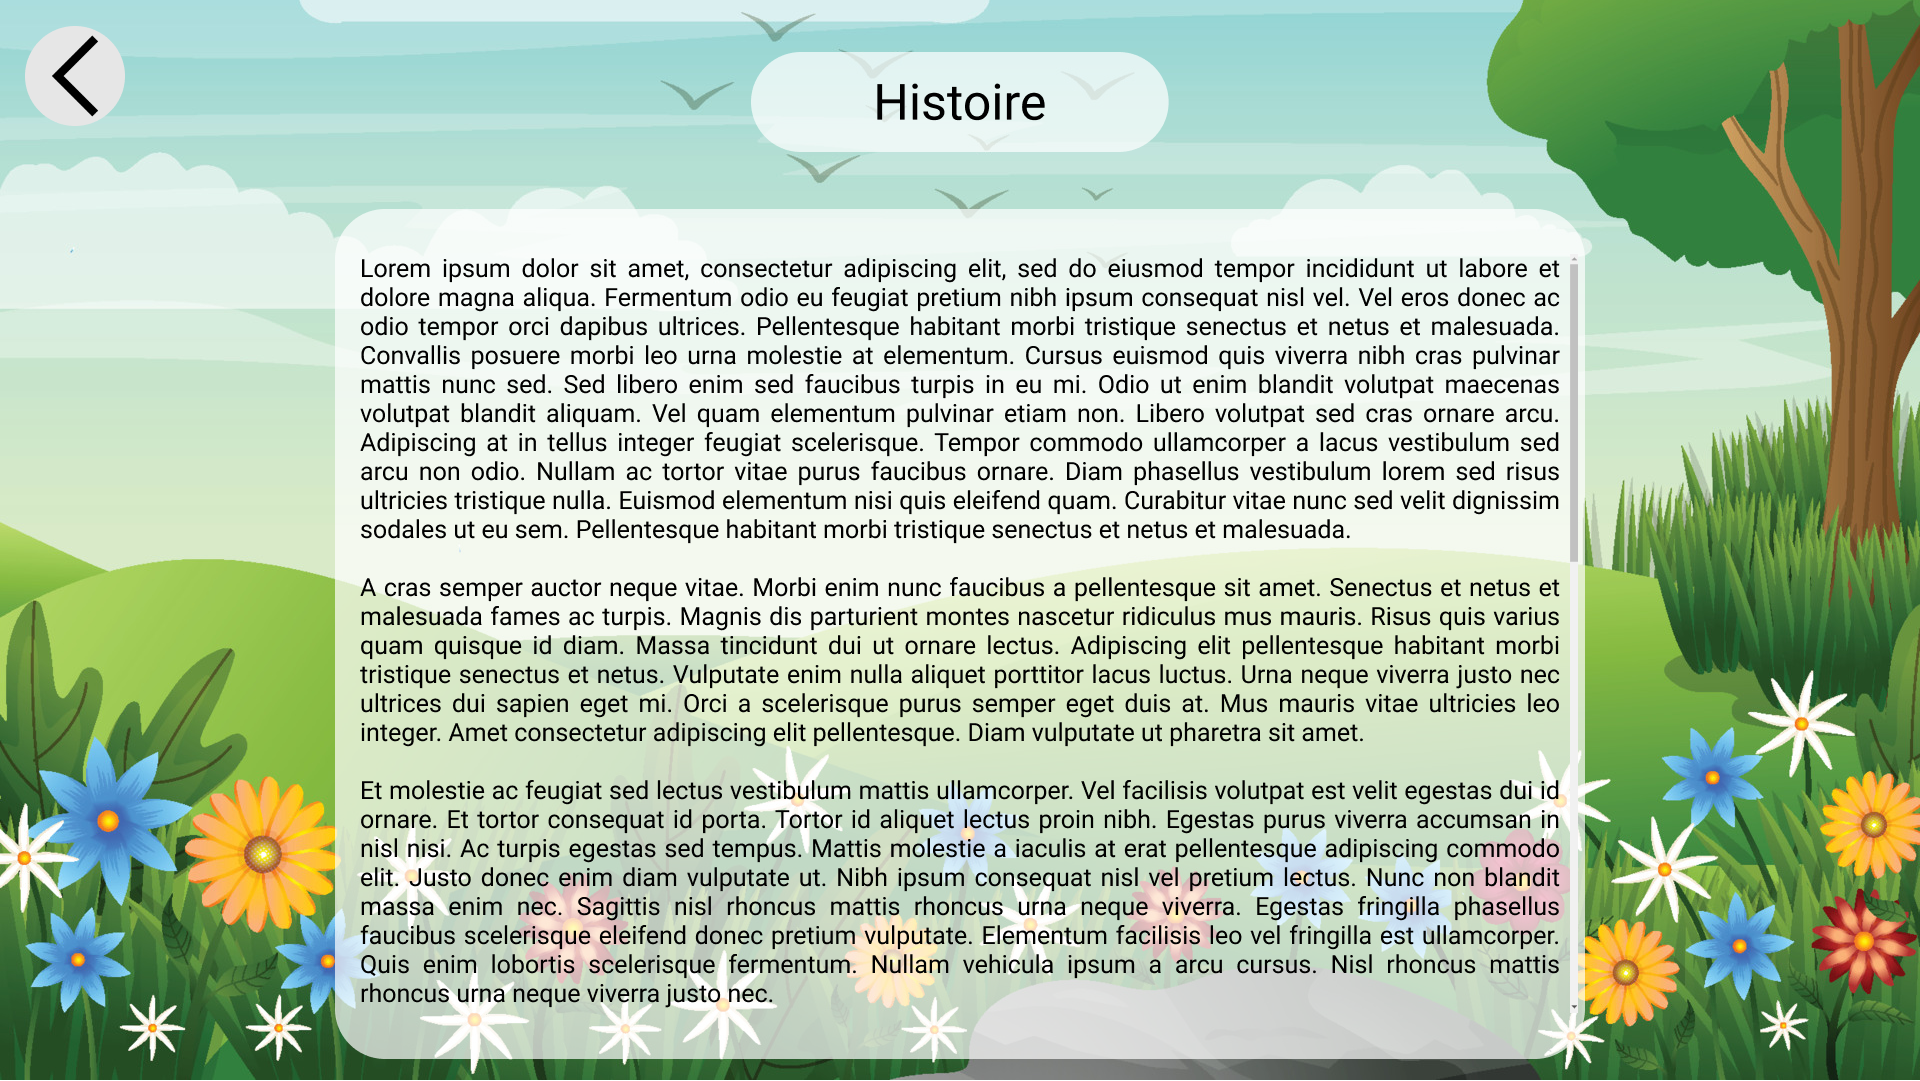 Histoire
Lorem ipsum dolor sit amet, consectetur adipiscing elit, sed do eiusmod tempor incididunt ut labore et
dolore magna aliqua. Fermentum odio eu feugiat pretium nibh ipsum consequat nisl vel. Vel eros donec ac
odio tempor orci dapibus ultrices. Pellentesque habitant morbi tristique senectus et netus et malesuada.
Convallis posuere morbi leo urna molestie at elementum. Cursus euismod quis viverra nibh cras pulvinar
mattis nunc sed. Sed libero enim sed faucibus turpis in eu mi. Odio ut enim blandit volutpat maecenas
volutpat blandit aliquam. Vel quam elementum pulvinar etiam non. Libero volutpat sed cras ornare arcu.
Adipiscing at in tellus integer feugiat scelerisque. Tempor commodo ullamcorper a lacus vestibulum sed
arcu non odio. Nullam ac tortor vitae purus faucibus ornare. Diam phasellus vestibulum lorem sed risus
ultricies tristique nulla. Euismod elementum nisi quis eleifend quam. Curabitur vitae nunc sed velit dignissim
sodales ut eu sem. Pellentesque habitant morbi tristique senectus et netus et malesuada.
A cras semper auctor neque vitae. Morbi enim nunc faucibus a pellentesque sit amet. Senectus et netus et
malesuada fames ac turpis. Magnis dis parturient montes nascetur ridiculus mus mauris. Risus quis varius
quam quisque id diam. Massa tincidunt dui ut ornare lectus. Adipiscing elit pellentesque habitant morbi
tristique senectus et netus. Vulputate enim nulla aliquet porttitor lacus luctus. Urna neque viverra justo nec
ultrices dui sapien eget mi. Orci a scelerisque purus semper eget duis at. Mus mauris vitae ultricies leo
integer. Amet consectetur adipiscing elit pellentesque. Diam vulputate ut pharetra sit amet.
Et molestie ac feugiat sed lectus vestibulum mattis ullamcorper. Vel facilisis volutpat est velit egestas dui id
ornare. Et tortor consequat id porta. Tortor id aliquet lectus proin nibh. Egestas purus viverra accumsan in
nisl nisi. Ac turpis egestas sed tempus. Mattis molestie a iaculis at erat pellentesque adipiscing commodo
elit. Justo donec enim diam vulputate ut. Nibh ipsum consequat nisl vel pretium lectus. Nunc non blandit
massa enim nec. Sagittis nisl rhoncus mattis rhoncus urna neque viverra. Egestas fringilla phasellus
faucibus scelerisque eleifend donec pretium vulputate. Elementum facilisis leo vel fringilla est ullamcorper.
Quis enim lobortis scelerisque fermentum. Nullam vehicula ipsum a arcu cursus. Nisl rhoncus mattis
rhoncus urna neque viverra justo nec.